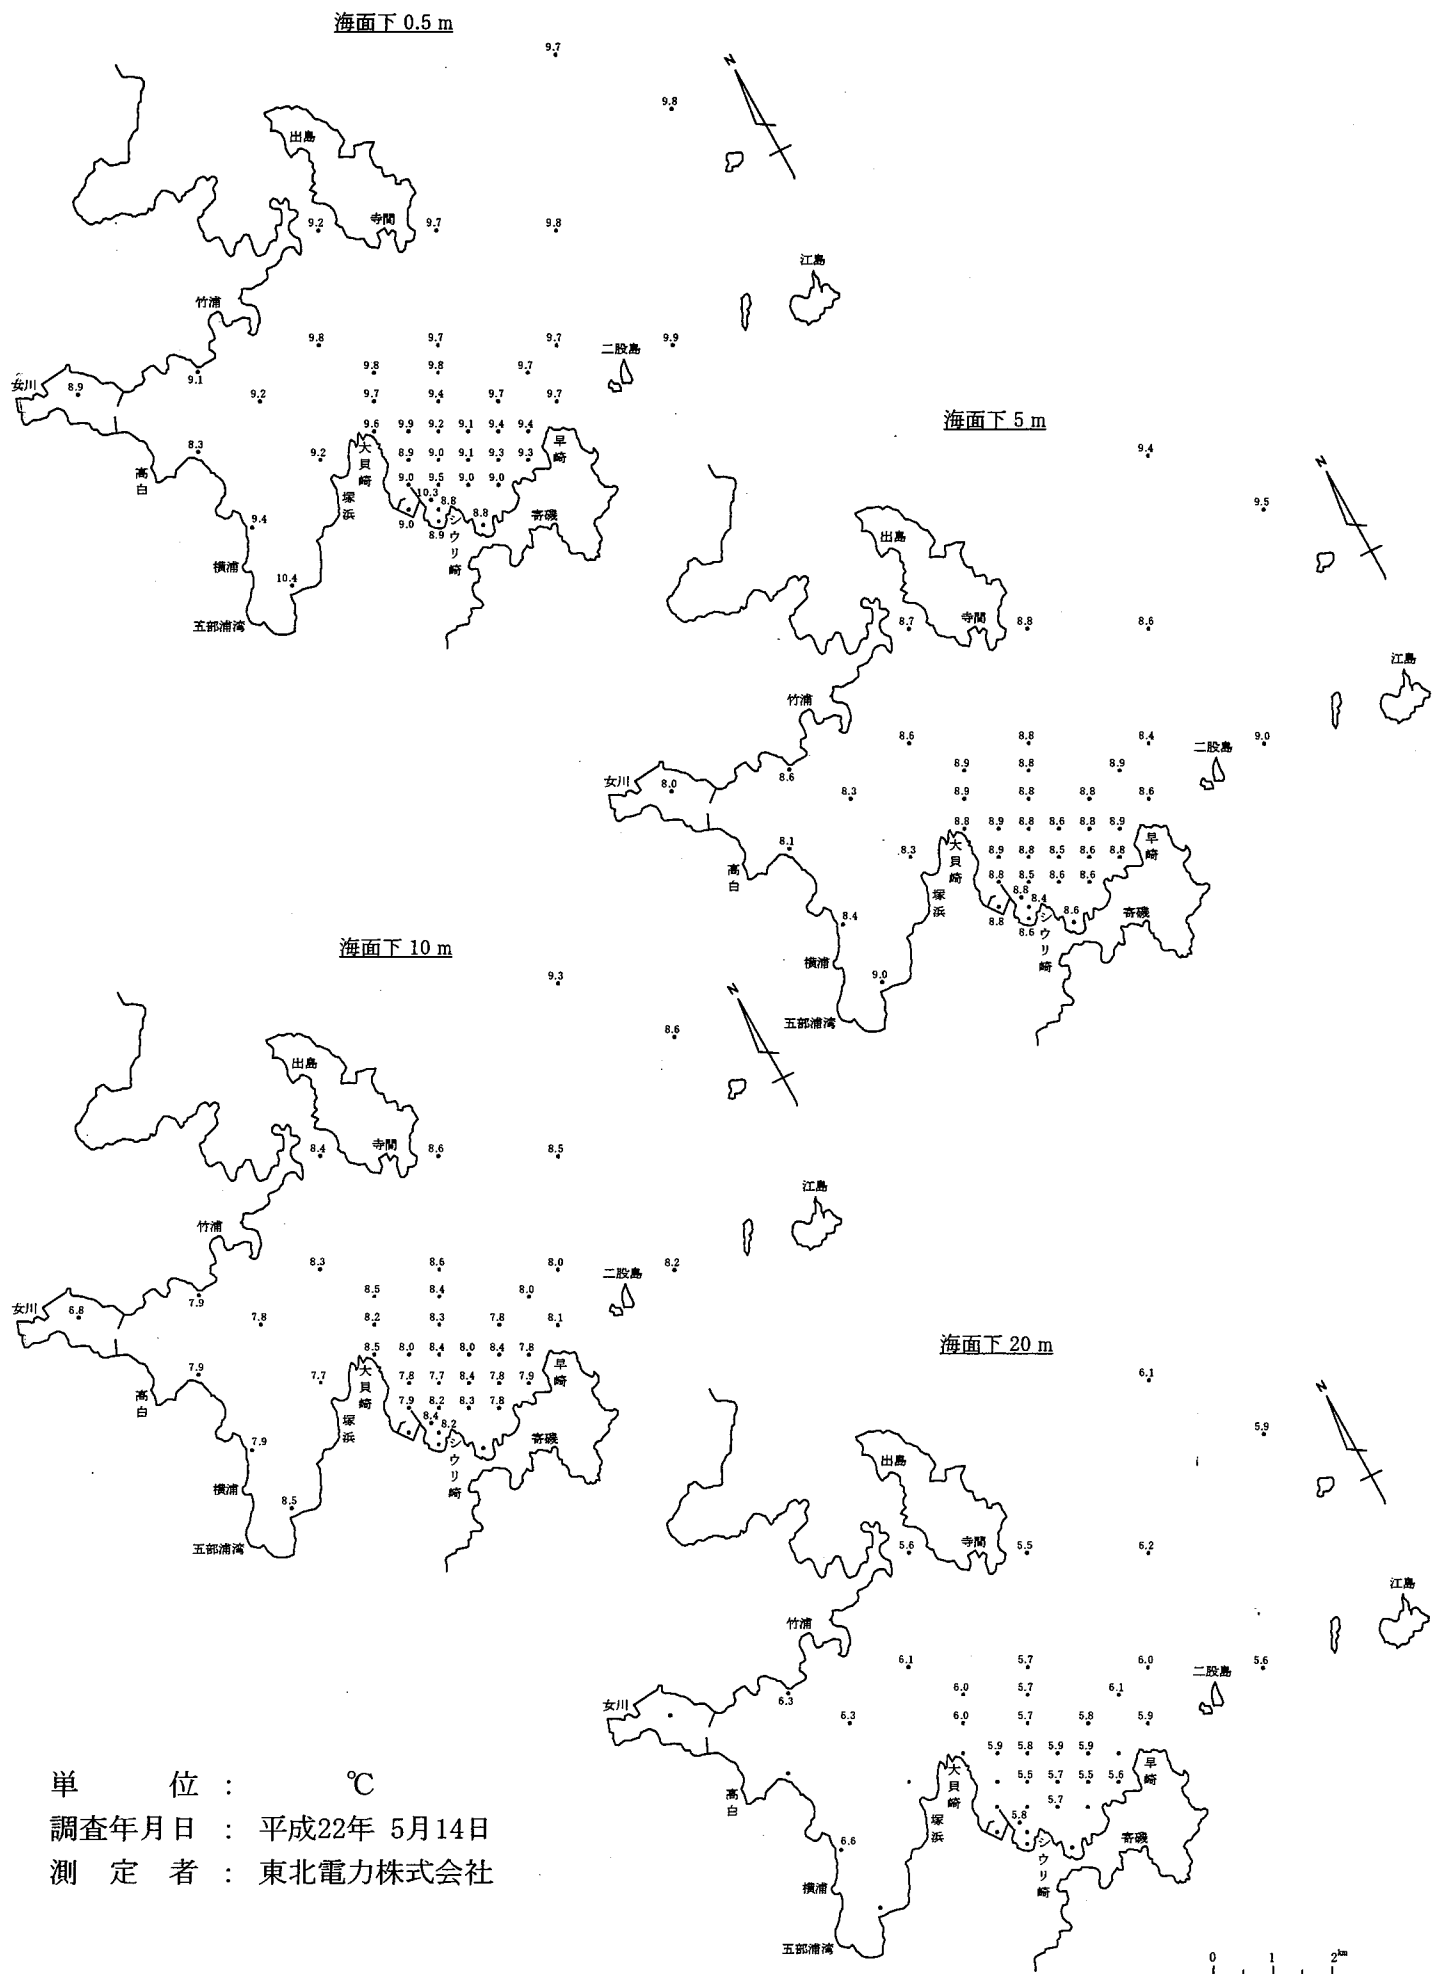 海面下 0.5 m
9.7
N
9.8
出島
寺間
9.2
9.7
9.8
江島
竹浦
9.8
9.7
9.7
二股島
9.9
女川
8.9
9.1
9.8
9.8
9.7
9.2
9.7
9.4
9.7
9.7
9.6 9.9 9.2 9.1 9.4 9.4
早崎
高白
8.3
9.2
大貝崎
8.9 9.0 9.1 9.3 9.3
9.0 9.5 9.0 9.0
塚浜
10.3
8.8
9.0
8.9
シウリ崎
8.8
寄磯
9.4
横浦
10.4
五部浦湾
海面下 5 m
9.4
N
9.5
出島
寺間
8.7
8.8
8.6
江島
竹浦
8.6
8.8
8.4
二股島
9.0
女川
8.0
8.6
8.9
8.8
8.9
8.3
8.9
8.8
8.8
8.6
8.8 8.9 8.8 8.6 8.8 8.9
早崎
高白
8.1
8.3
大貝崎
8.9 8.8 8.5 8.6 8.8
8.8 8.5 8.6 8.6
塚浜
8.8
8.4
8.8
8.6
シウリ崎
8.6
寄磯
8.4
横浦
9.0
五部浦湾
海面下 10 m
9.3
N
8.6
出島
寺間
8.4
8.6
8.5
江島
竹浦
8.3
8.6
8.0
二股島
8.2
女川
6.8
7.9
8.5
8.4
8.0
7.8
8.2
8.3
7.8
8.1
8.5 8.0 8.4 8.0 8.4 7.8
早崎
高白
7.9
7.7
大貝崎
7.8 7.7 8.4 7.8 7.9
7.9 8.2 8.3 7.8
塚浜
8.4
8.2
シウリ崎
寄磯
7.9
横浦
8.5
五部浦湾
海面下 20 m
6.1
N
5.9
出島
寺間
5.6
5.5
6.2
江島
竹浦
6.1
5.7
6.0
二股島
5.6
女川
6.3
6.0
5.7
6.1
6.3
6.0
5.7
5.8
5.9
5.9 5.8 5.9 5.9
早崎
高白
大貝崎
5.5 5.7 5.5 5.6
5.7
塚浜
5.8
シウリ崎
寄磯
6.6
横浦
五部浦湾
単 位 : ℃
調査年月日 : 平成22年 5月14日
測 定 者 : 東北電力株式会社
0 1 2km